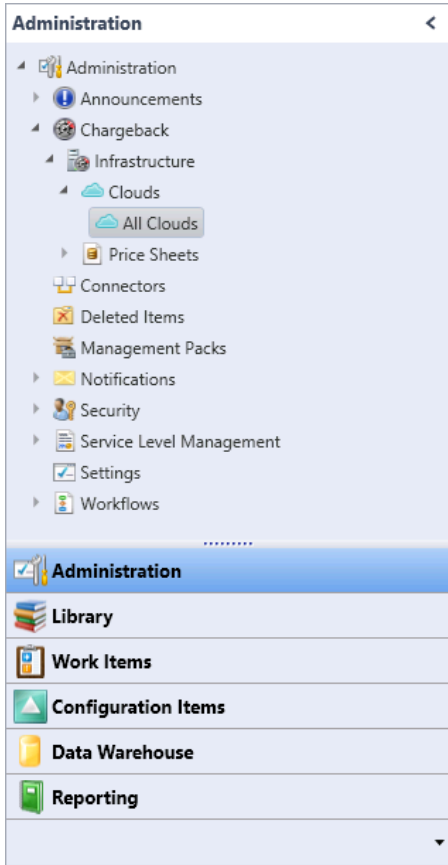 Administration
Administration
Announcements
Chargeback
Infrastructure
Clouds
All Clouds
Price Sheets
Connectors
Deleted Items
Management Packs
Notifications
Security
Service Level Management
Settings
Workflows
Administration
Library
Work Items
Configuration Items
Data Warehouse
Reporting